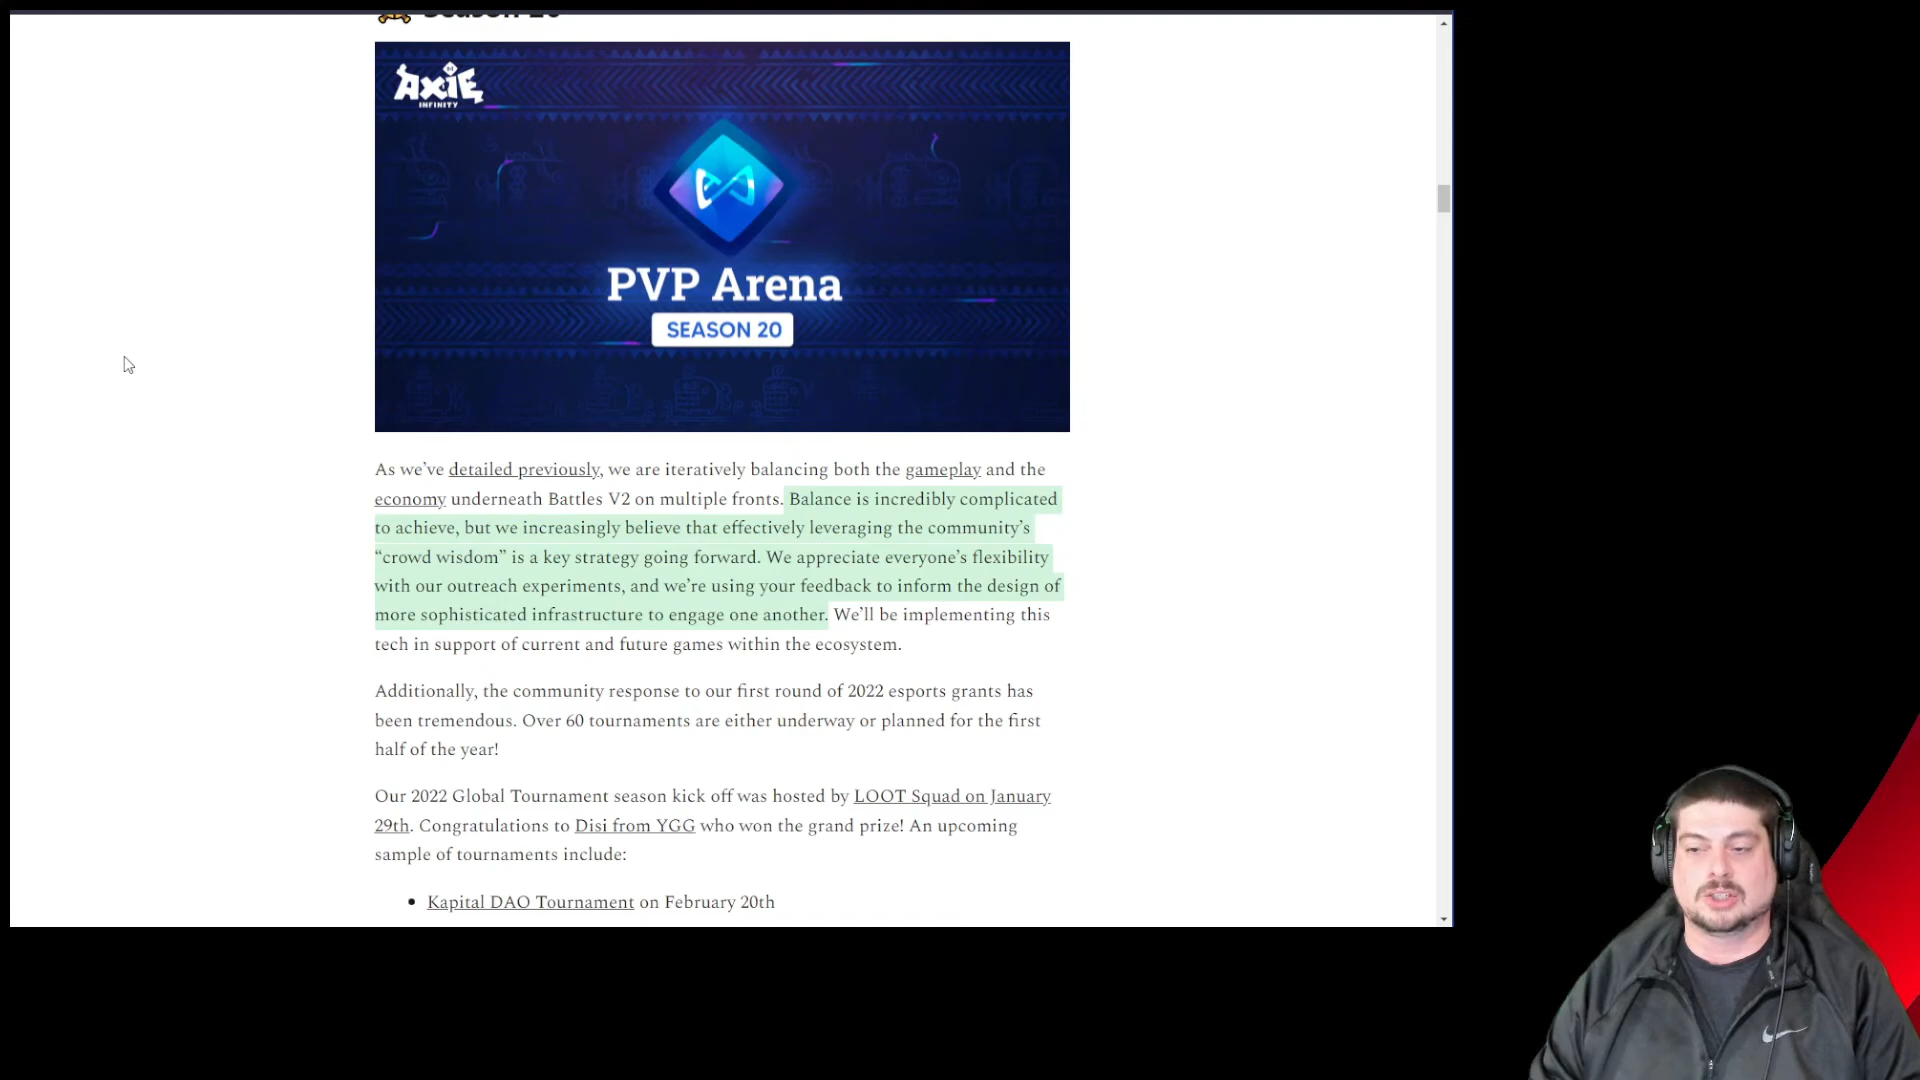 Season 20
AXIE
INFINITY
PVP Arena
SEASON 20
As we’ve detailed previously, we are iteratively balancing both the gameplay and the
economy underneath Battles V2 on multiple fronts. Balance is incredibly complicated
to achieve, but we increasingly believe that effectively leveraging the community’s
“crowd wisdom” is a key strategy going forward. We appreciate everyone’s flexibility
with our outreach experiments, and we’re using your feedback to inform the design of
more sophisticated infrastructure to engage one another. We’ll be implementing this
tech in support of current and future games within the ecosystem.
Additionally, the community response to our first round of 2022 esports grants has
been tremendous. Over 60 tournaments are either underway or planned for the first
half of the year!
Our 2022 Global Tournament season kick off was hosted by LOOT Squad on January
29th. Congratulations to Disi from YGG who won the grand prize! An upcoming
sample of tournaments include:
• Kapital DAO Tournament on February 20th